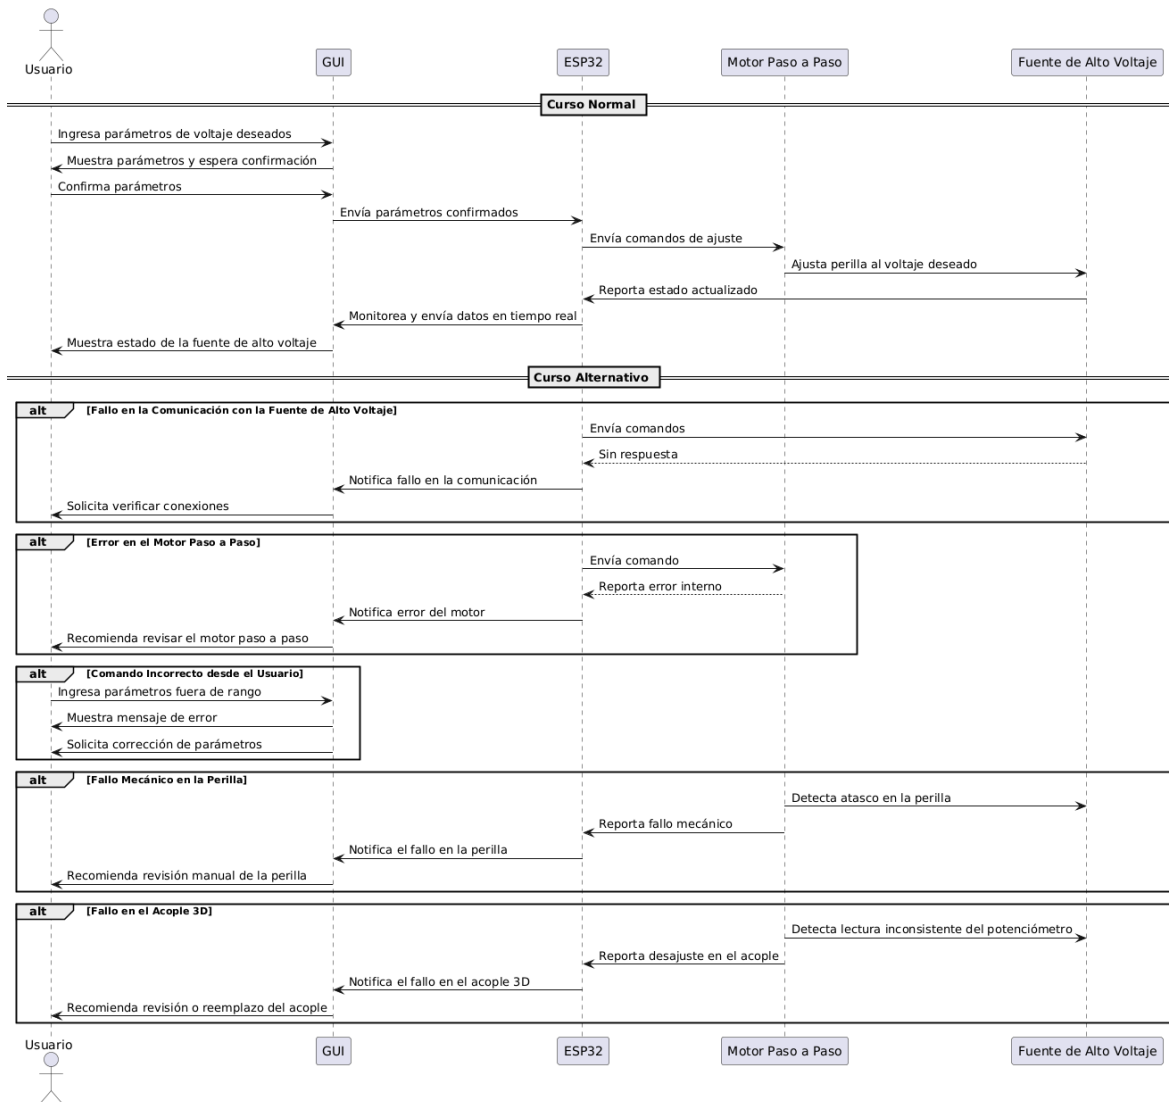 Usuario
GUI
ESP32
Motor Paso a Paso
Fuente de Alto Voltaje
Curso Normal
Ingresa parámetros de voltaje deseados
Muestra parámetros y espera confirmación
Confirma parámetros
Envía parámetros confirmados
Envía comandos de ajuste
Ajusta perilla al voltaje deseado
Reporta estado actualizado
Monitorea y envía datos en tiempo real
Muestra estado de la fuente de alto voltaje
Curso Alternativo
alt [Fallo en la Comunicación con la Fuente de Alto Voltaje]
Envía comandos
Sin respuesta
Notifica fallo en la comunicación
Solicita verificar conexiones
alt [Error en el Motor Paso a Paso]
Envía comando
Reporta error interno
Notifica error del motor
Recomienda revisar el motor paso a paso
alt [Comando Incorrecto desde el Usuario]
Ingresa parámetros fuera de rango
Muestra mensaje de error
Solicita corrección de parámetros
alt [Fallo Mecánico en la Perilla]
Detecta atasco en la perilla
Reporta fallo mecánico
Notifica el fallo en la perilla
Recomienda revisión manual de la perilla
alt [Fallo en el Acople 3D]
Detecta lectura inconsistente del potenciómetro
Reporta desajuste en el acople
Notifica el fallo en el acople 3D
Recomienda revisión o reemplazo del acople
Usuario
GUI
ESP32
Motor Paso a Paso
Fuente de Alto Voltaje